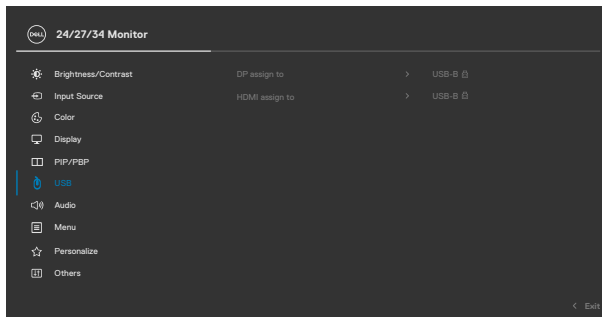 DELL 24/27/34 Monitor
Brightness/Contrast DP assign to > USB-B
Input Source HDMI assign to > USB-B
Color
Display
PIP/PBP
USB
Audio
Menu
Personalize
Others
< Exit